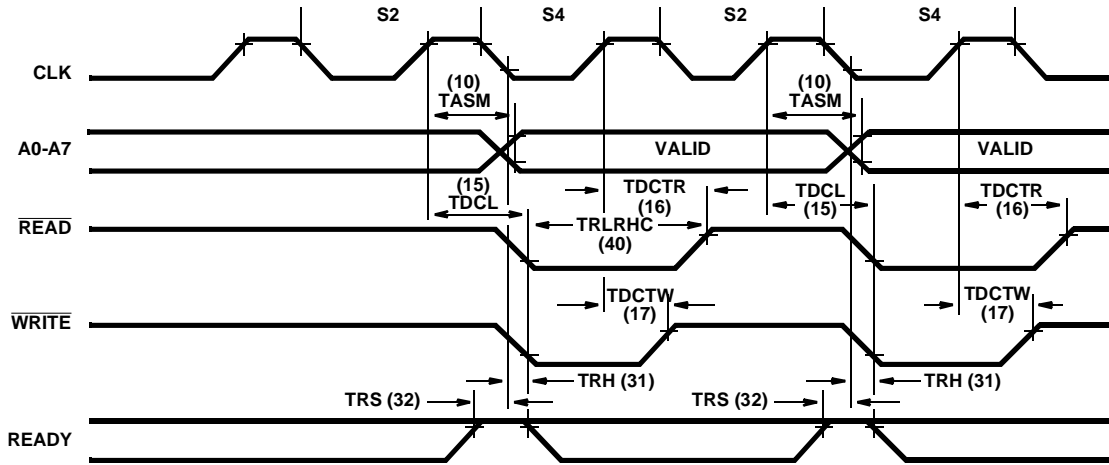 S2 S4 S2 S4
CLK
(10) (10)
TASM TASM
A0-A7 VALID VALID
(15) TDCTR TDCL TDCTR
TDCL (16) (15) (16)
READ TRLRHC
(40)
TDCTW TDCTW
(17) (17)
WRITE
TRH (31) TRH (31)
TRS (32) TRS (32)
READY